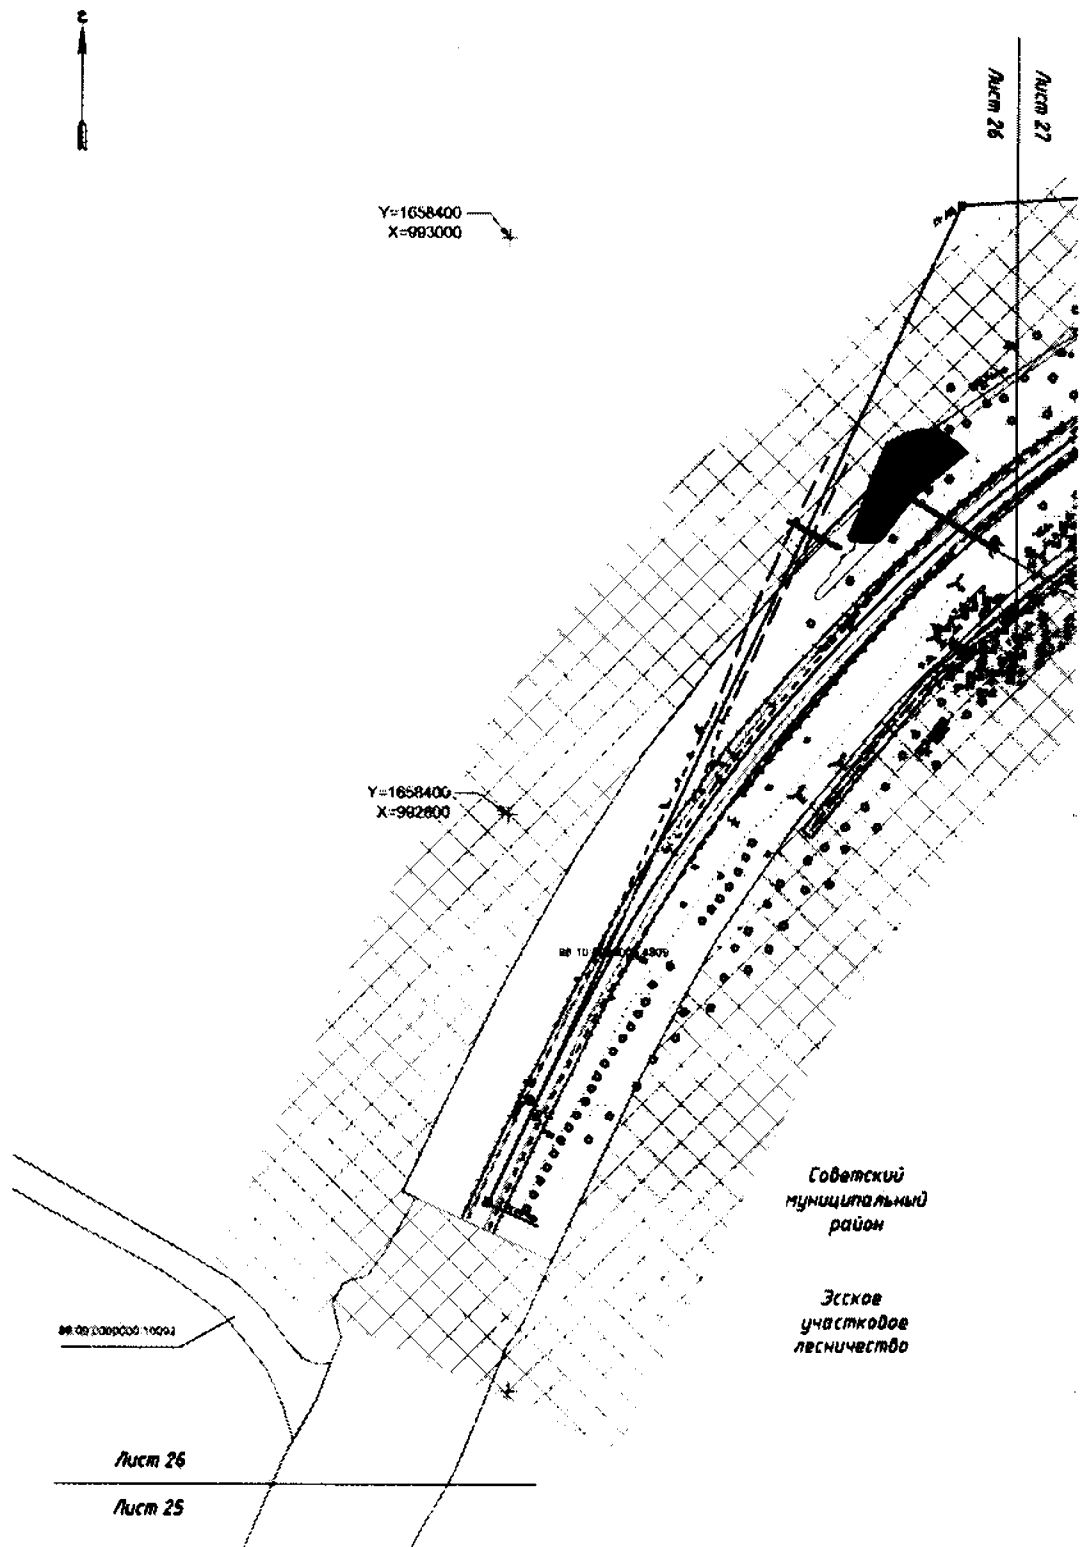 Лист 26
Лист 27
Y=1658400
X=993000
Y=1658400
X=992800
Советский
муниципальный
район
Эсское
участковое
лесничество
Лист 26
Лист 25